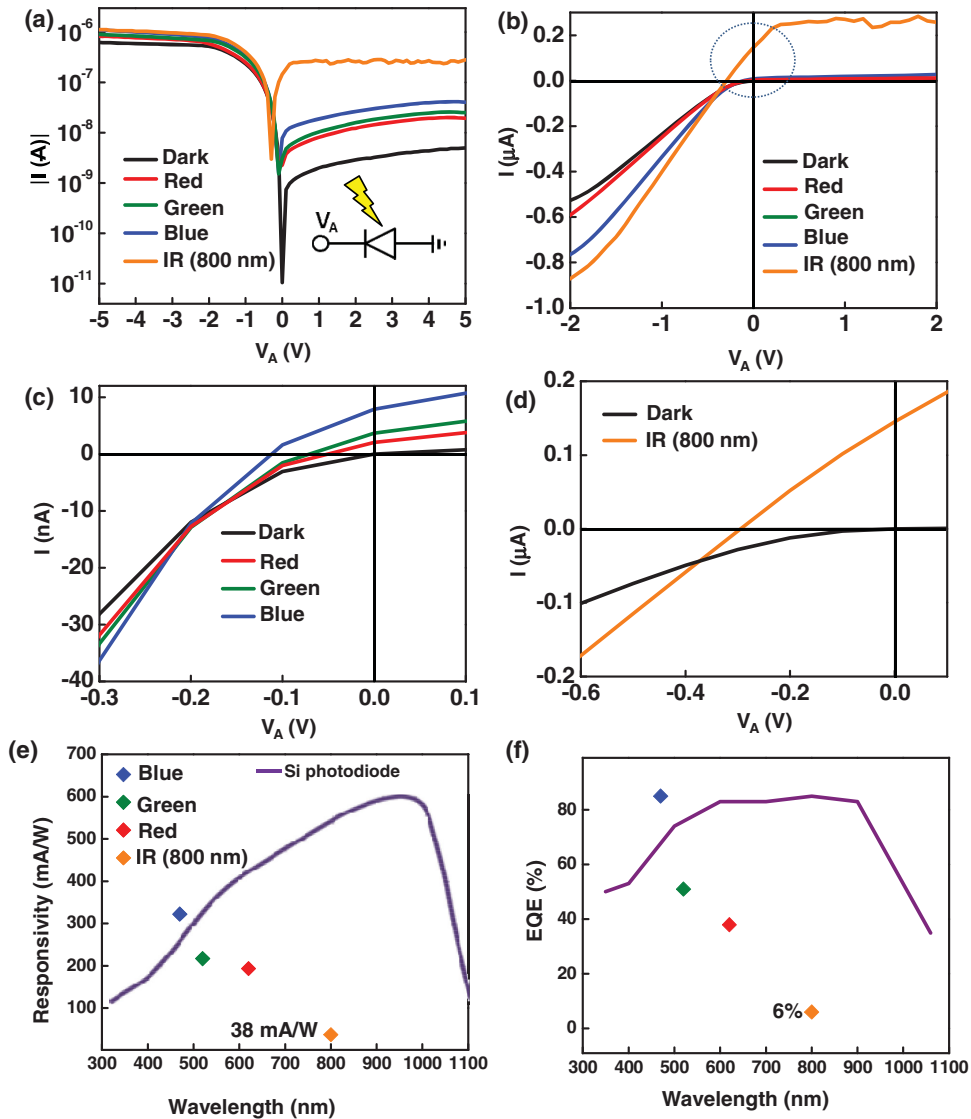 (a)
|I (A)|
10⁻⁶
10⁻⁷
10⁻⁸
10⁻⁹
10⁻¹⁰
10⁻¹¹
Dark
Red
Green
Blue
IR (800 nm)
V_A
-5 -4 -3 -2 -1 0 1 2 3 4 5
V_A (V)
(b)
I (µA)
0.2
0.0
-0.2
-0.4
-0.6
-0.8
-1.0
Dark
Red
Green
Blue
IR (800 nm)
-2 -1 0 1 2
V_A (V)
(c)
I (nA)
10
0
-10
-20
-30
-40
Dark
Red
Green
Blue
-0.3 -0.2 -0.1 0.0 0.1
V_A (V)
(d)
I (µA)
0.2
0.1
0.0
-0.1
-0.2
Dark
IR (800 nm)
-0.6 -0.4 -0.2 0.0
V_A (V)
(e)
Responsivity (mA/W)
700
600
500
400
300
200
100
Blue
Green
Red
IR (800 nm)
Si photodiode
38 mA/W
300 400 500 600 700 800 900 1000 1100
Wavelength (nm)
(f)
EQE (%)
80
60
40
20
0
6%
300 400 500 600 700 800 900 1000 1100
Wavelength (nm)